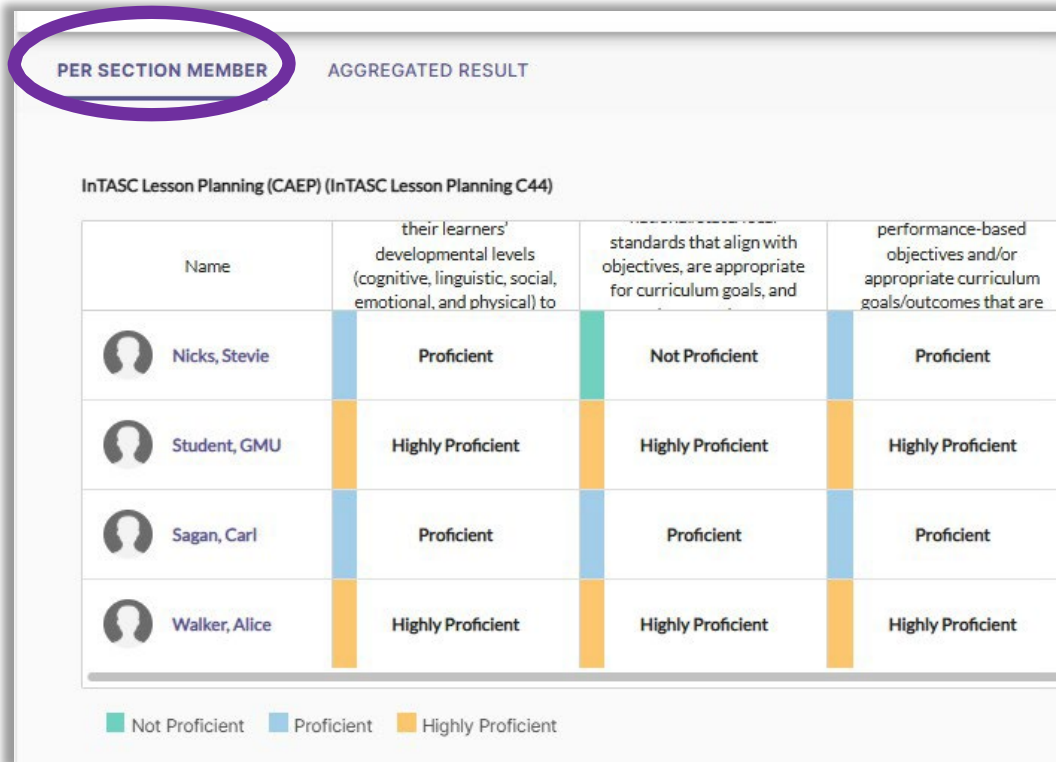 PER SECTION MEMBER AGGREGATED RESULT
InTASC Lesson Planning (CAEP) (InTASC Lesson Planning C44)
Name
their learners'
developmental levels
(cognitive, linguistic, social,
emotional, and physical) to
standards that align with
objectives, are appropriate
for curriculum goals, and
performance-based
objectives and/or
appropriate curriculum
goals/outcomes that are
Nicks, Stevie Proficient Not Proficient Proficient
Student, GMU Highly Proficient Highly Proficient Highly Proficient
Sagan, Carl Proficient Proficient Proficient
Walker, Alice Highly Proficient Highly Proficient Highly Proficient
Not Proficient Proficient Highly Proficient